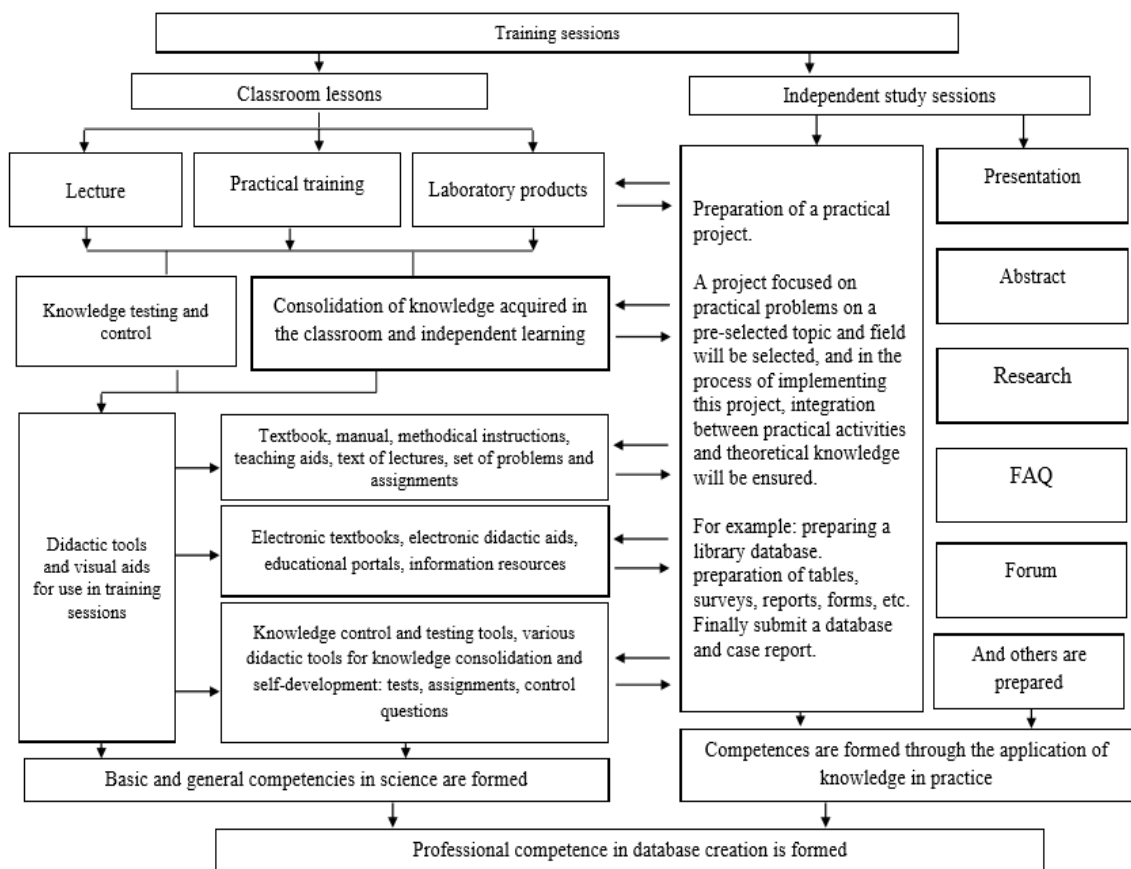 Training sessions
Classroom lessons
Independent study sessions
Lecture
Practical training
Laboratory products
Preparation of a practical
project.
A project focused on
practical problems on a
pre-selected topic and field
will be selected, and in the
process of implementing
this project, integration
between practical activities
and theoretical knowledge
will be ensured.
For example: preparing a
library database.
preparation of tables,
surveys, reports, forms, etc.
Finally submit a database
and case report.
Presentation
Abstract
Research
FAQ
Forum
And others are
prepared
Knowledge testing and
control
Consolidation of knowledge acquired in
the classroom and independent learning
Didactic tools
and visual aids
for use in training
sessions
Textbook, manual, methodical instructions,
teaching aids, text of lectures, set of problems and
assignments
Electronic textbooks, electronic didactic aids,
educational portals, information resources
Knowledge control and testing tools, various
didactic tools for knowledge consolidation and
self-development: tests, assignments, control
questions
Basic and general competencies in science are formed
Competences are formed through the application of
knowledge in practice
Professional competence in database creation is formed